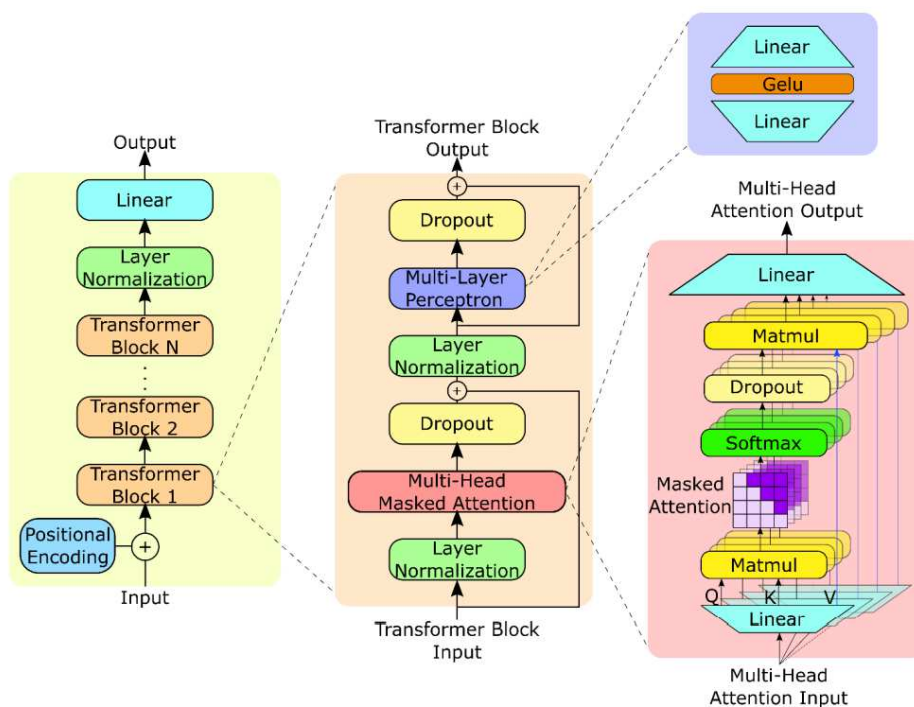 Output
Linear
Layer
Normalization
Transformer
Block N
Transformer
Block 2
Transformer
Block 1
Positional
Encoding
+
Input
Transformer Block
Output
+
Dropout
Multi-Layer
Perceptron
Layer
Normalization
+
Dropout
Multi-Head
Masked Attention
Layer
Normalization
Transformer Block
Input
Linear
Gelu
Linear
Multi-Head
Attention Output
Linear
Matmul
Dropout
Softmax
Masked
Attention
Matmul
Q K V
Linear
Multi-Head
Attention Input